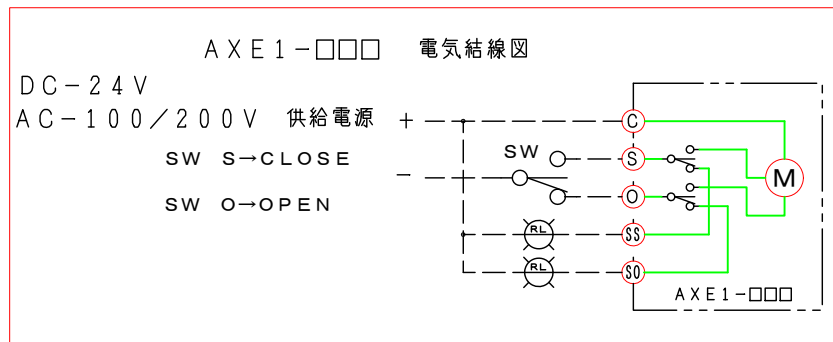 AXE1-□□□ 電気結線図
DC-24V
AC-100/200V 供給電源 + C
SW S→CLOSE SW S
- M
SW O→OPEN O
RL SS
RL SO
AXE1-□□□